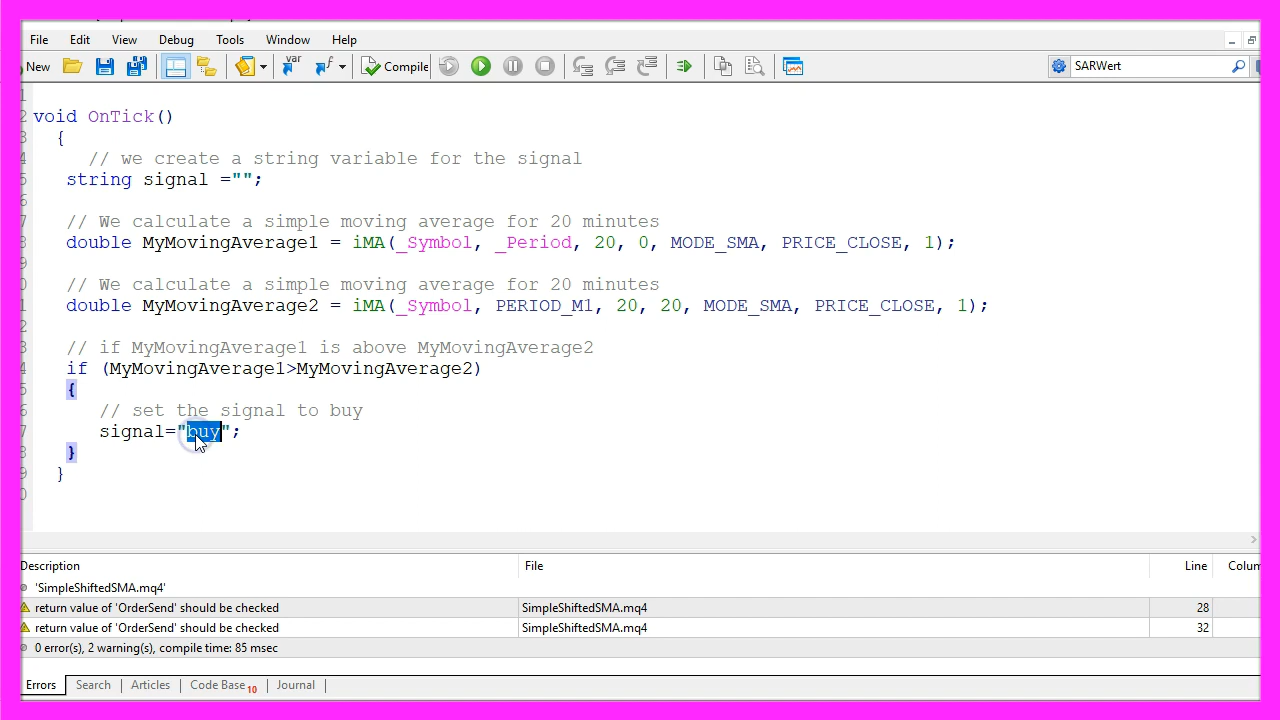 File Edit View Debug Tools Window Help
New Compile SARWert
void OnTick()
{
// we create a string variable for the signal
string signal ="";
// We calculate a simple moving average for 20 minutes
double MyMovingAverage1 = iMA(_Symbol, _Period, 20, 0, MODE_SMA, PRICE_CLOSE, 1);
// We calculate a simple moving average for 20 minutes
double MyMovingAverage2 = iMA(_Symbol, PERIOD_M1, 20, 20, MODE_SMA, PRICE_CLOSE, 1);
// if MyMovingAverage1 is above MyMovingAverage2
if (MyMovingAverage1>MyMovingAverage2)
{
// set the signal to buy
signal="buy";
}
}
Description File Line Colum
'SimpleShiftedSMA.mq4'
return value of 'OrderSend' should be checked SimpleShiftedSMA.mq4 28
return value of 'OrderSend' should be checked SimpleShiftedSMA.mq4 32
0 error(s), 2 warning(s), compile time: 85 msec
Errors Search Articles Code Base 10 Journal